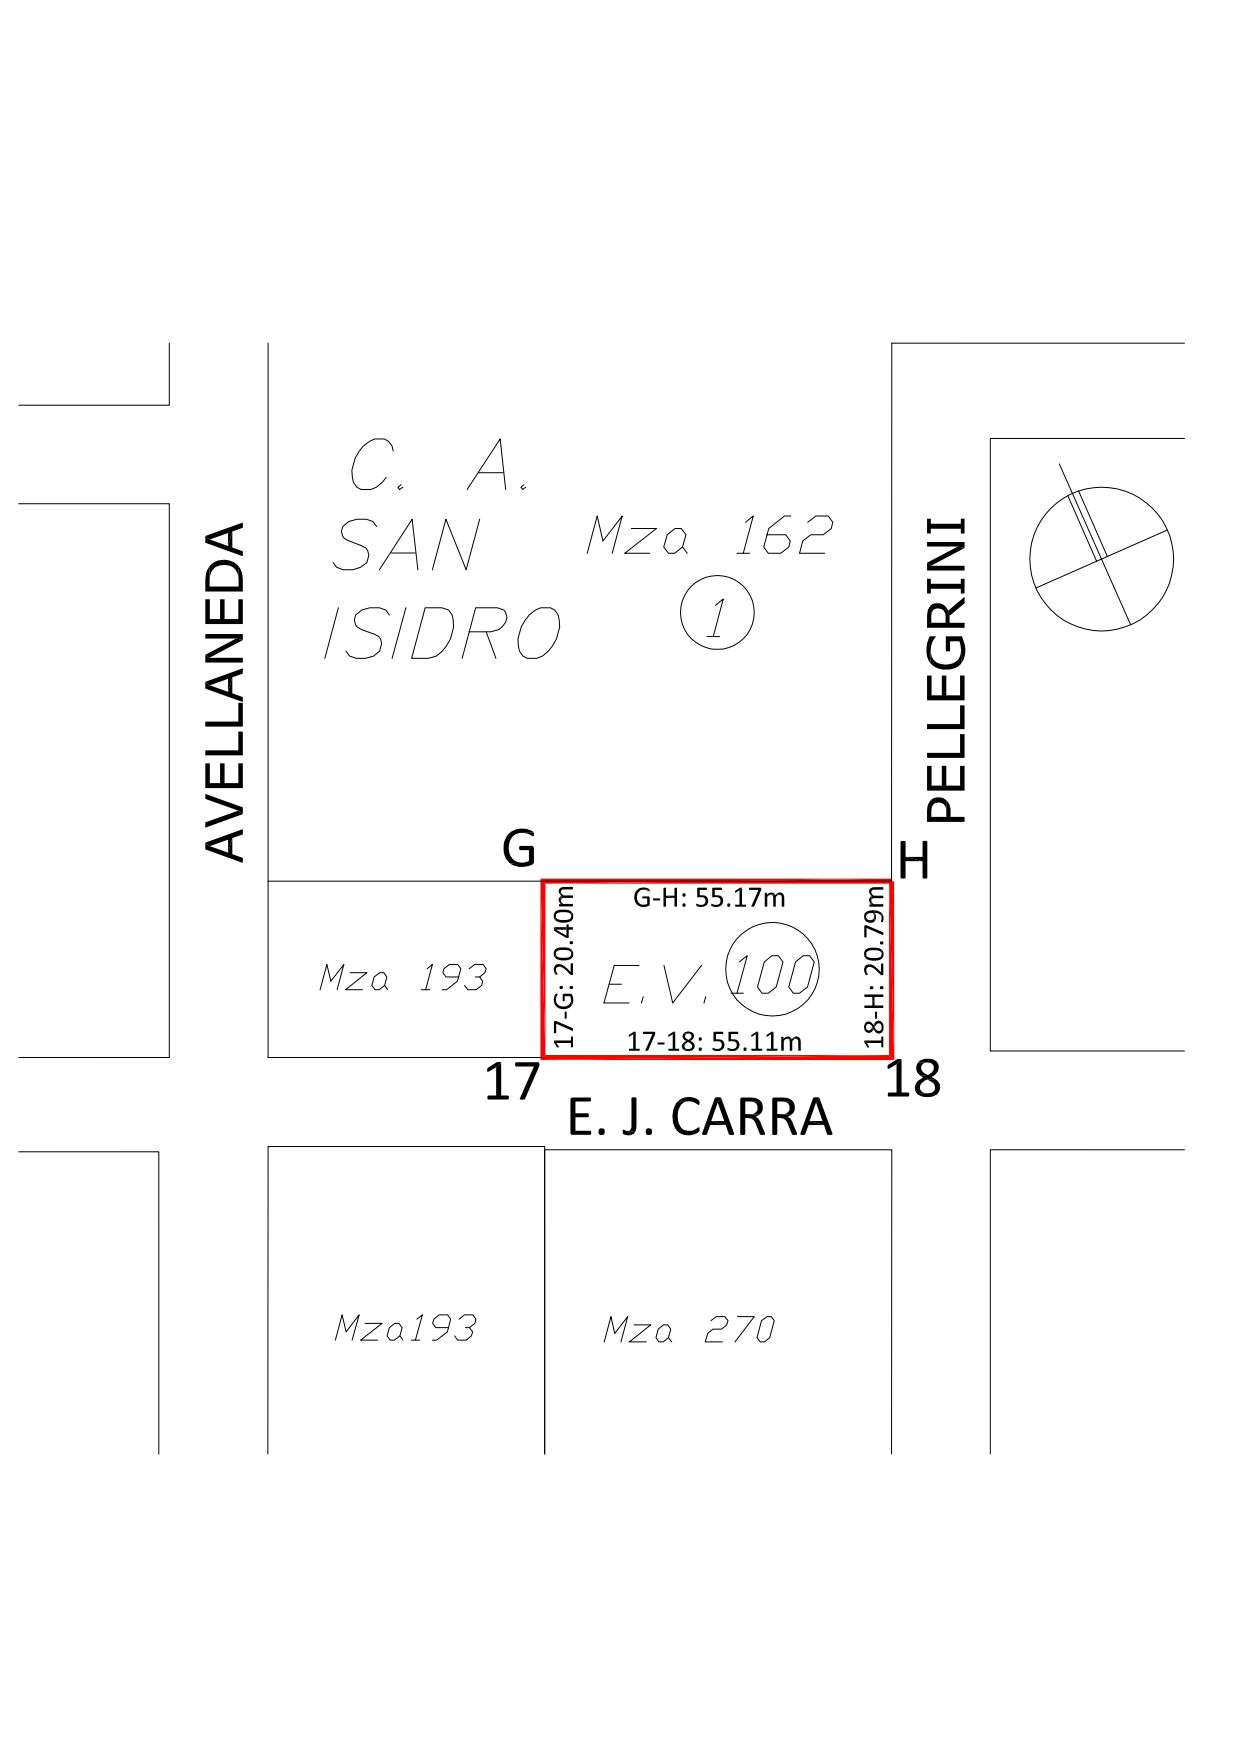 C. A.
SAN
ISIDRO
Mza 162
1
AVELLANEDA
PELLEGRINI
G
H
G-H: 55.17m
17-G: 20.40m
18-H: 20.79m
Mza 193
E.V. 100
17-18: 55.11m
17
18
E. J. CARRA
Mza193
Mza 270